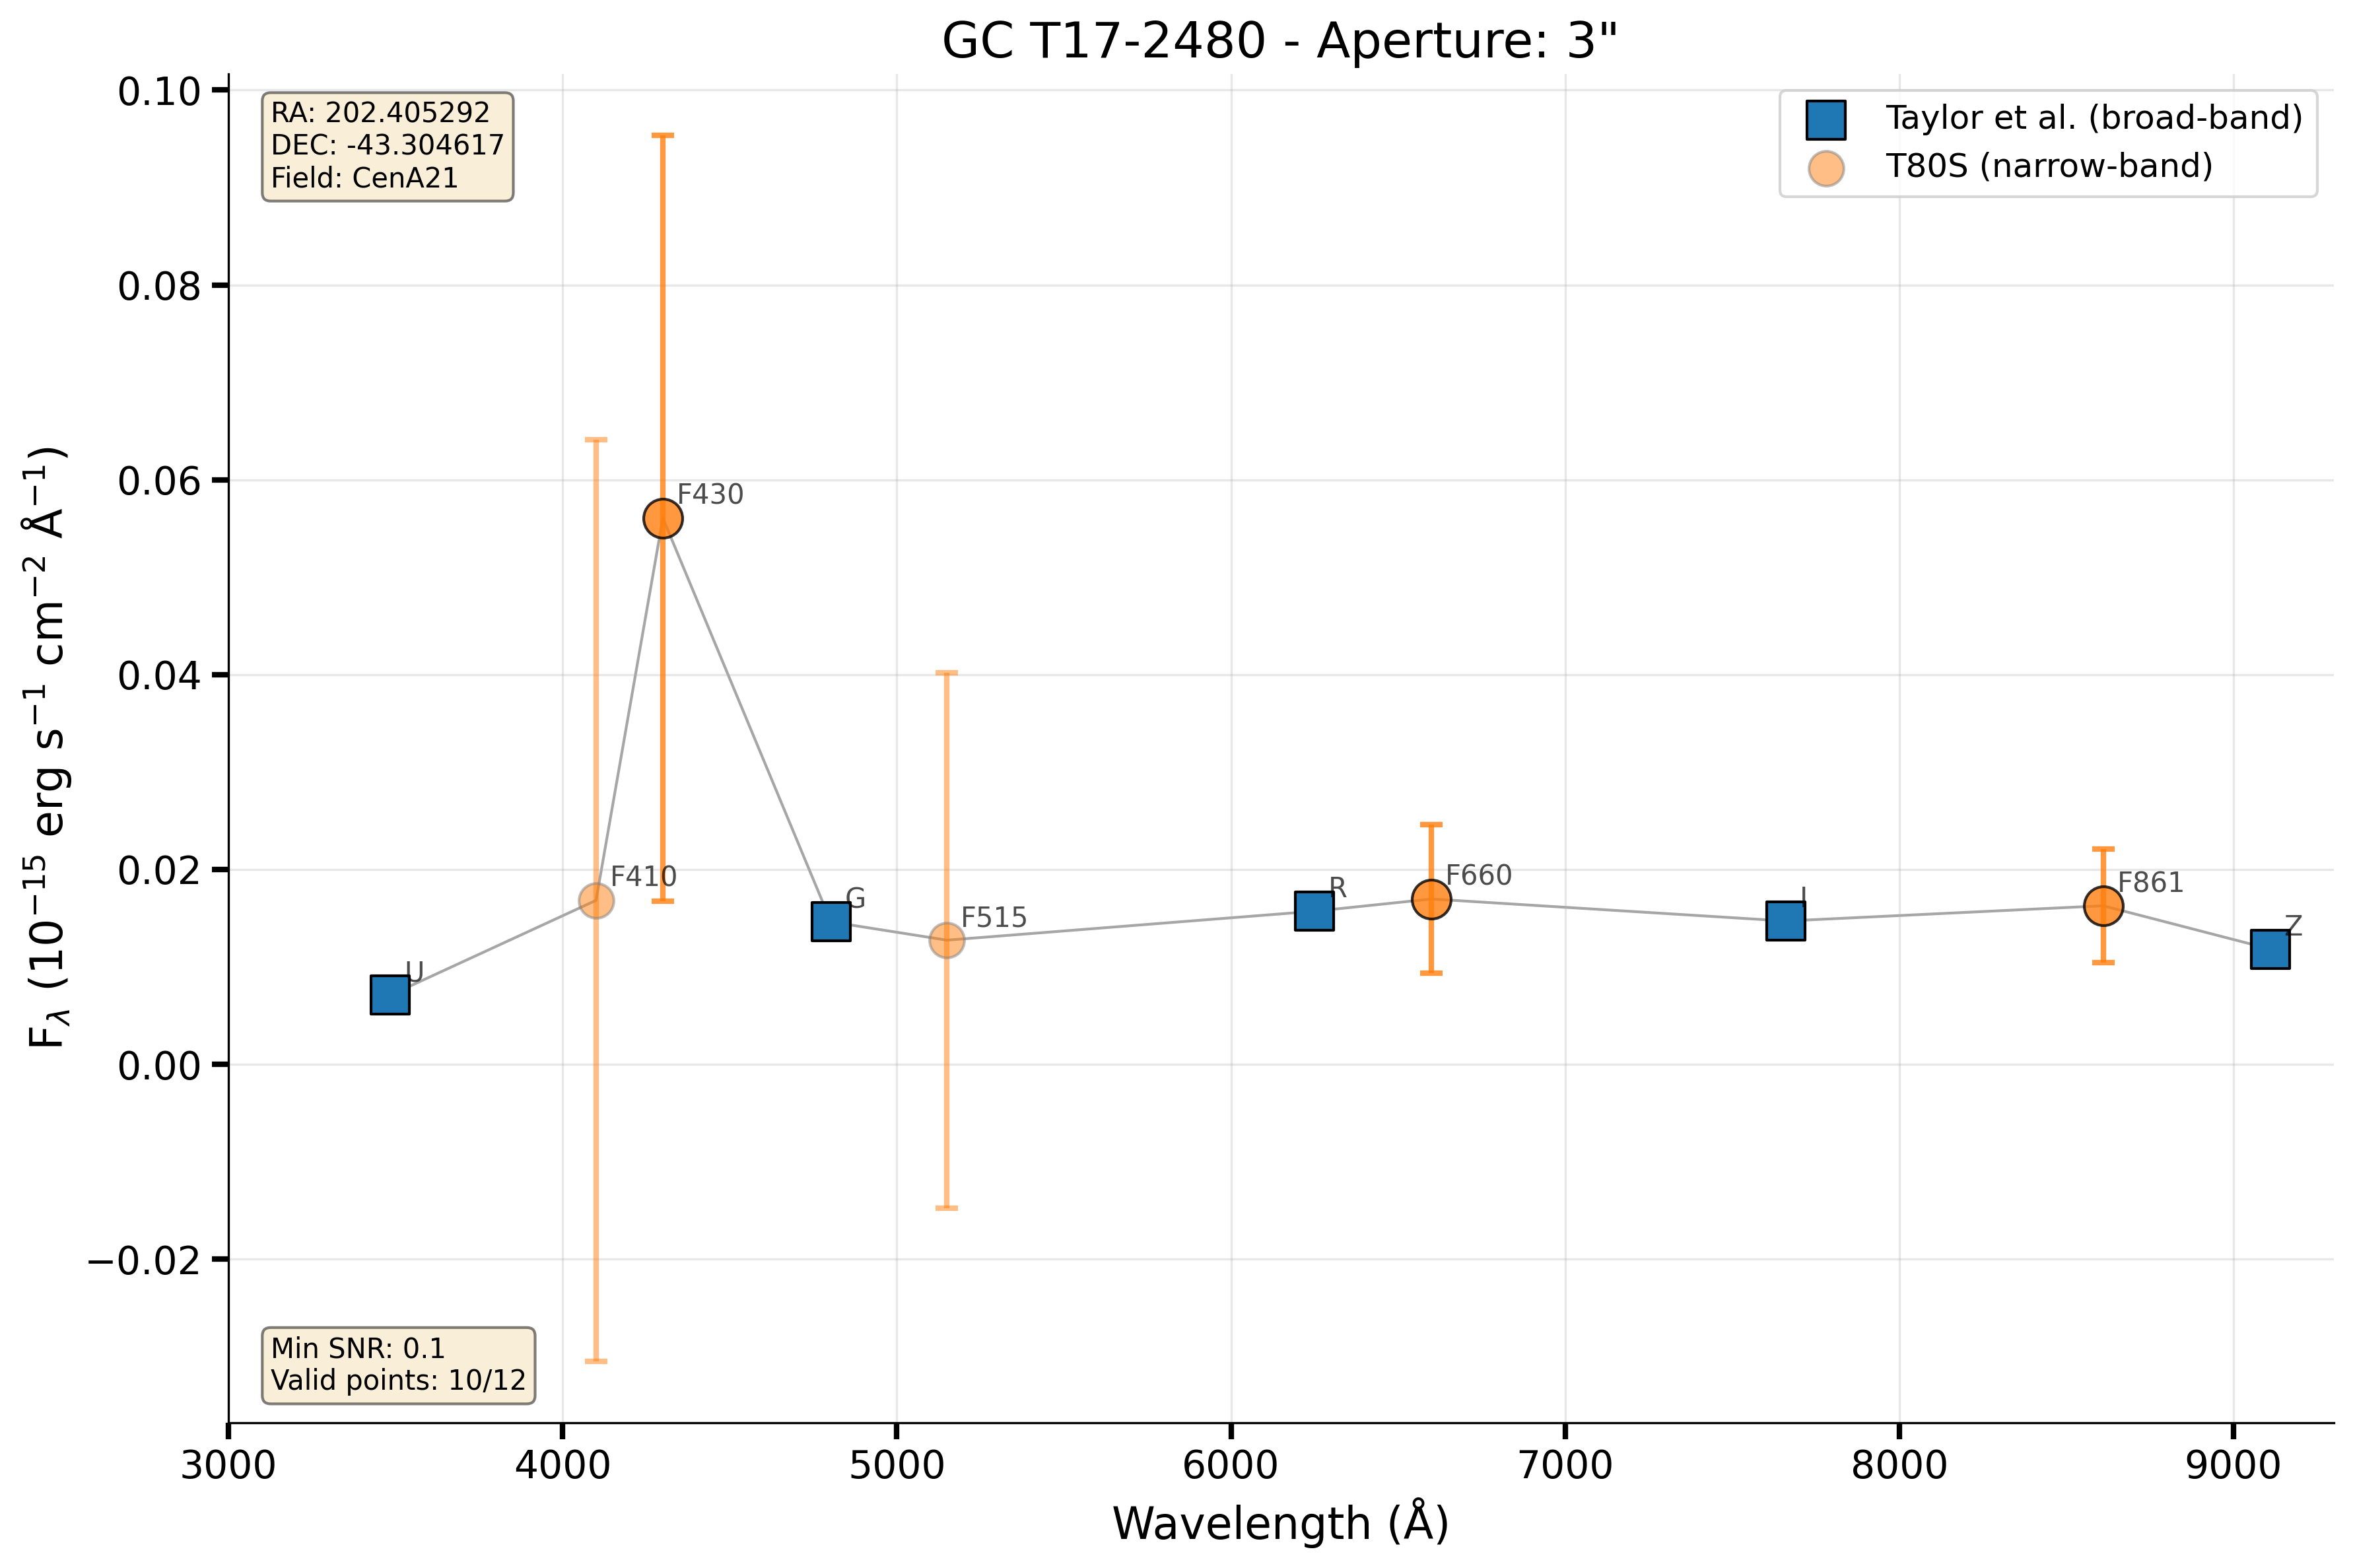 GC T17-2480 - Aperture: 3"
RA: 202.405292
DEC: -43.304617
Field: CenA21
Taylor et al. (broad-band)
T80S (narrow-band)
F_λ (10⁻¹⁵ erg s⁻¹ cm⁻² Å⁻¹)
0.10
0.08
0.06
0.04
0.02
0.00
−0.02
U
F410
F430
G
F515
R
F660
I
F861
Z
Min SNR: 0.1
Valid points: 10/12
3000
4000
5000
6000
7000
8000
9000
Wavelength (Å)